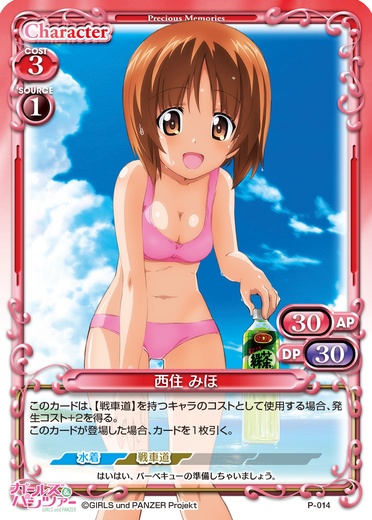 Precious Memories
Character
COST
3
SOURCE
1
30 AP
DP 30
西住 みほ
このカードは、【戦車道】を持つキャラのコストとして使用する場合、発
生コスト+2を得る。
このカードが登場した場合、カードを1枚引く。
水着 戦車道
はいはい、バーベキューの準備しちゃいましょう。
ガールズ&パンツァー
GIRLS und PANZER
©GIRLS und PANZER Projekt
P-014